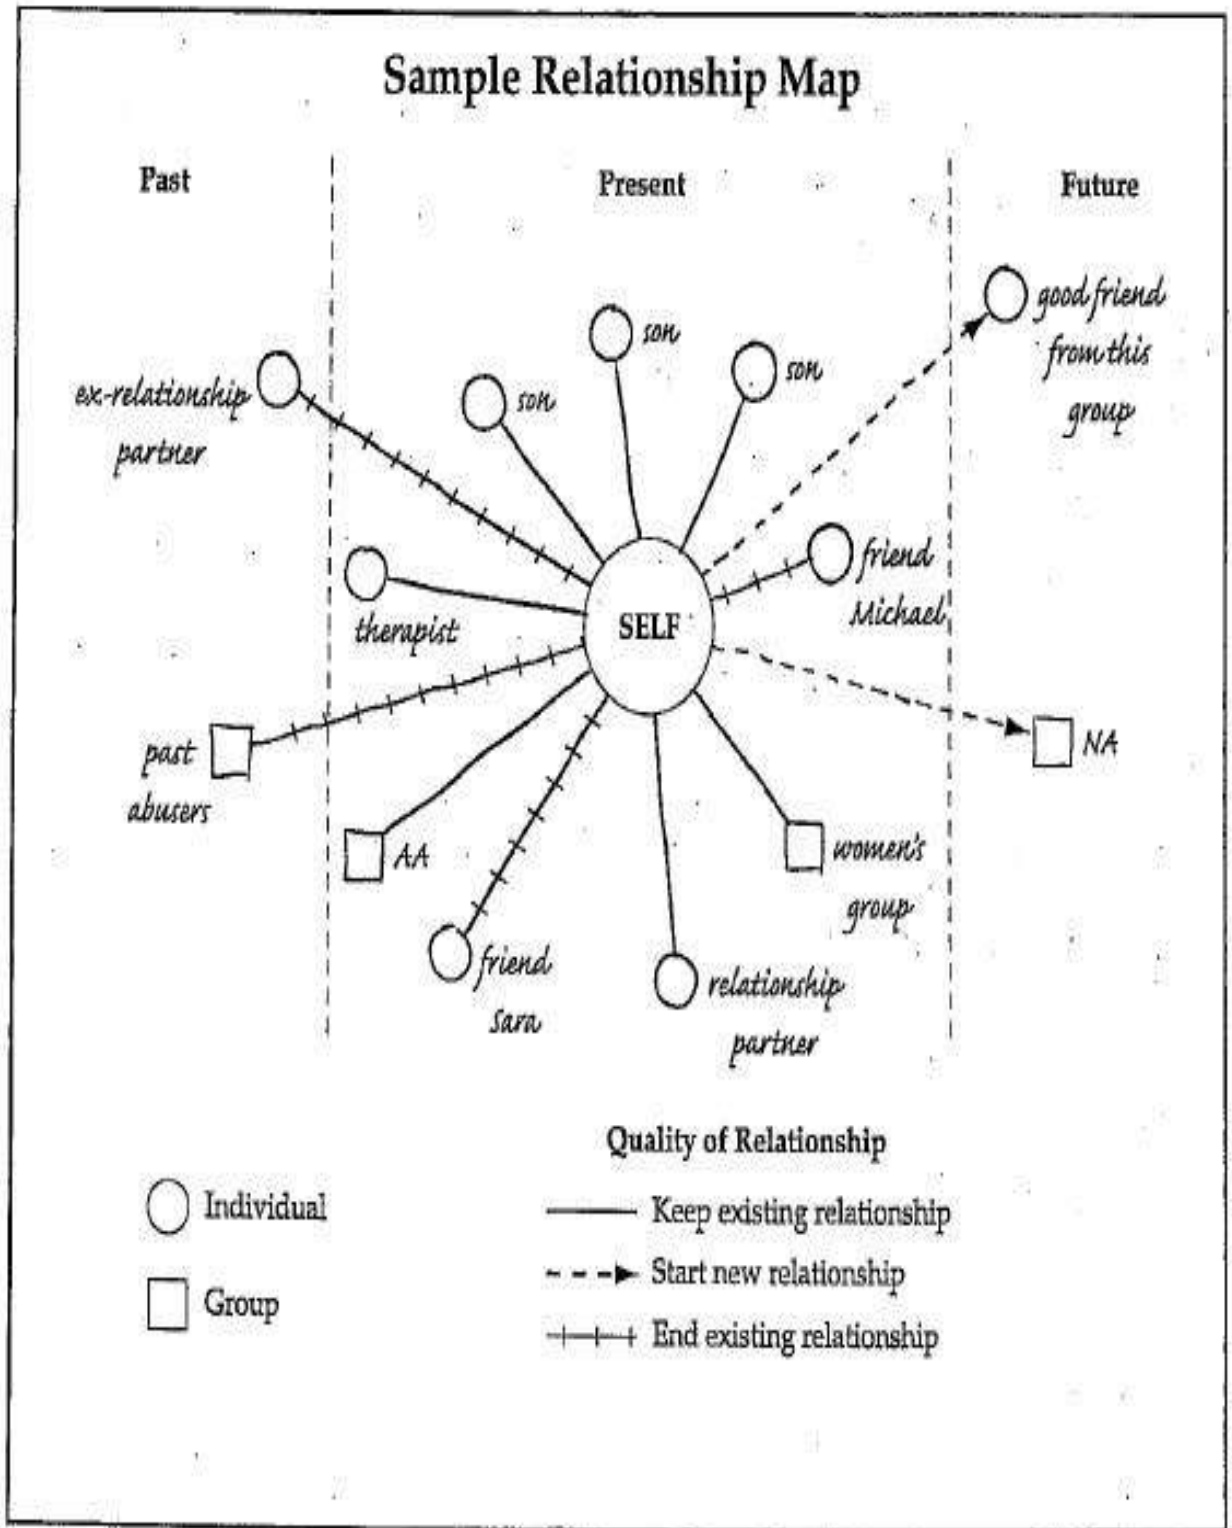 Sample Relationship Map
Past
Present
Future
good friend
from this
group
son
son
son
ex-relationship
partner
friend
Michael
therapist
SELF
past
abusers
NA
AA
women's
group
friend
Sara
relationship
partner
Quality of Relationship
Individual
Keep existing relationship
Start new relationship
Group
End existing relationship